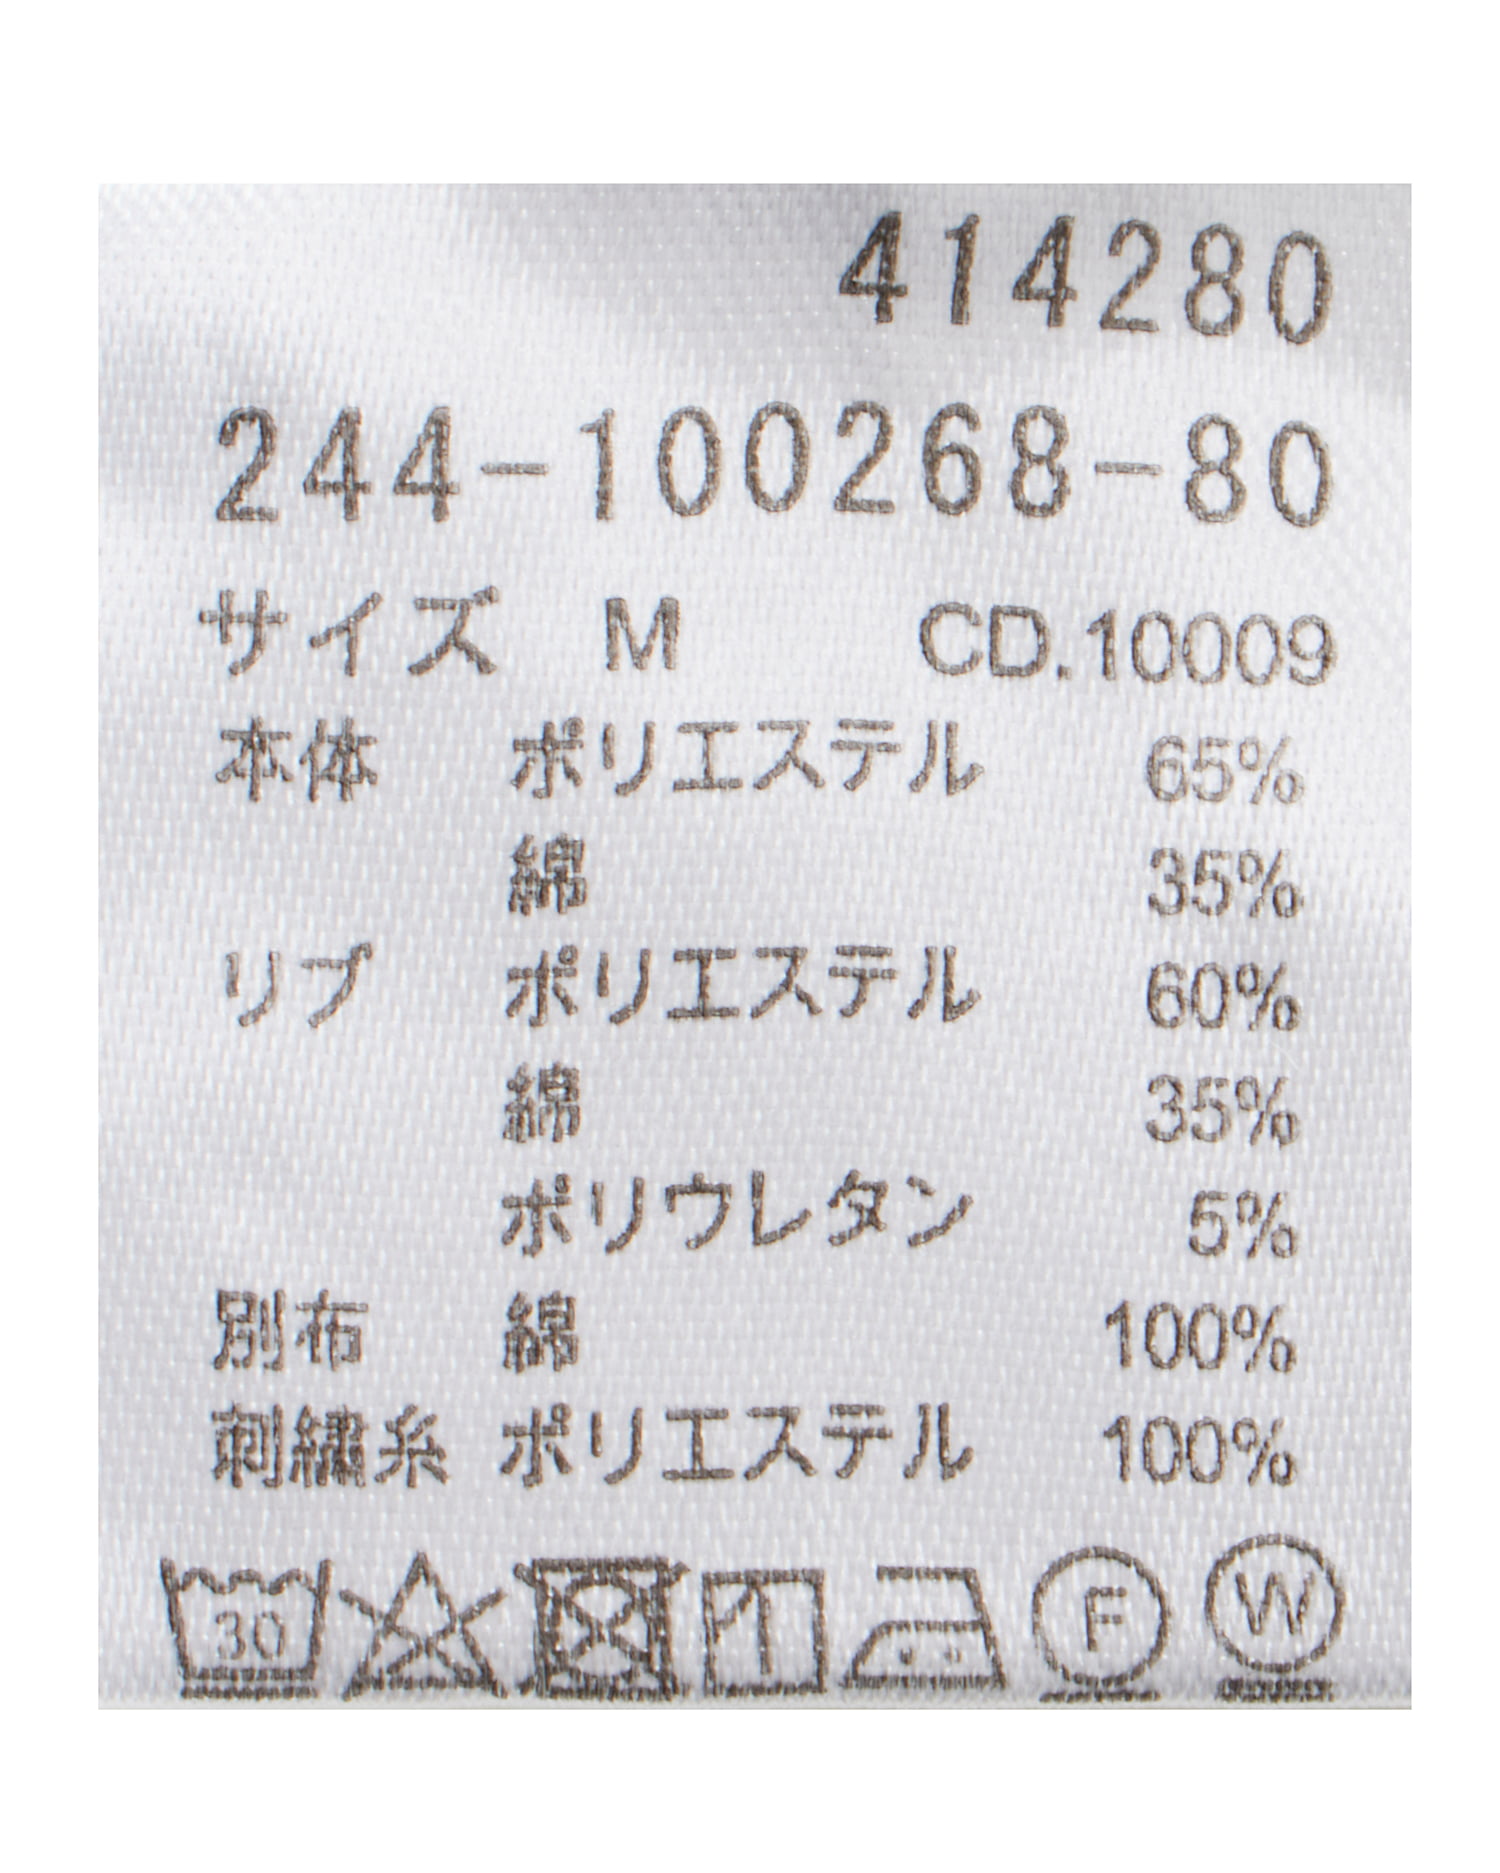 414280
244-100268-80
サイズ M CD.10009
本体 ポリエステル 65%
綿 35%
リブ ポリエステル 60%
綿 35%
ポリウレタン 5%
別布 綿 100%
刺繍糸 ポリエステル 100%
30 F W